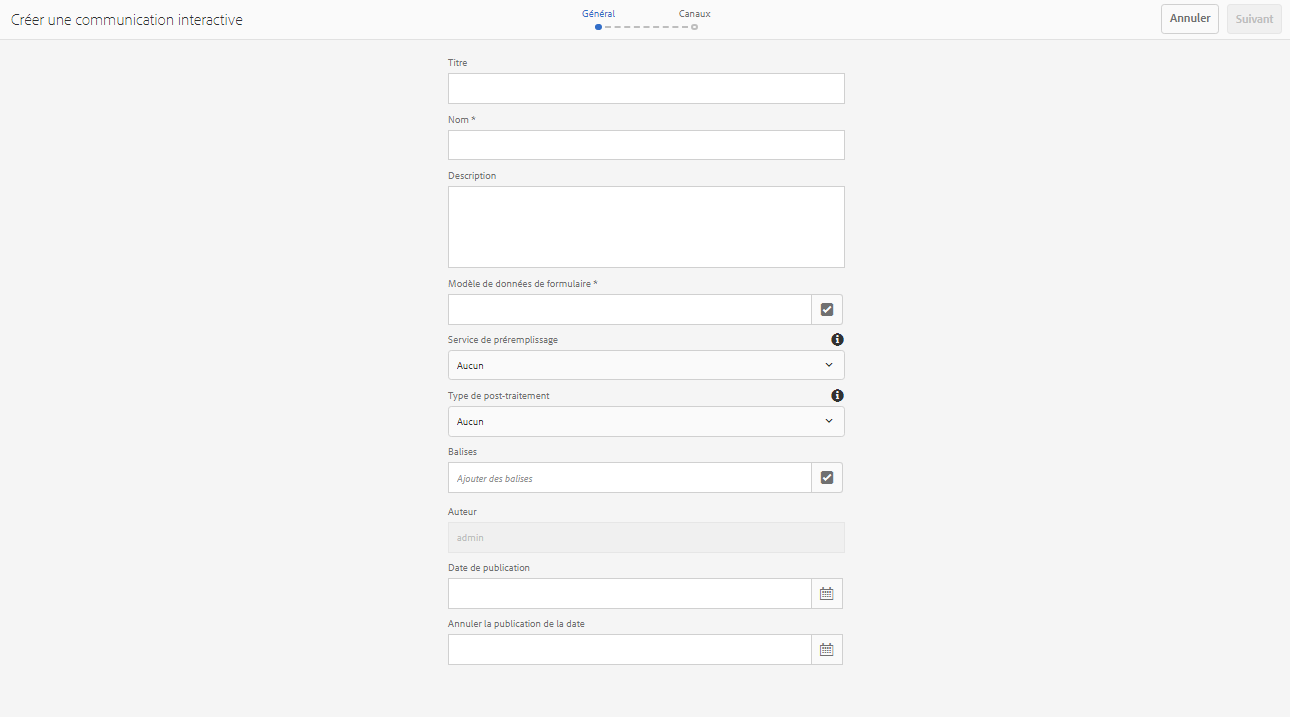 Créer une communication interactive
Général
Canaux
Annuler
Suivant
Titre
Nom *
Description
Modèle de données de formulaire *
Service de préremplissage
Aucun
Type de post-traitement
Aucun
Balises
Ajouter des balises
Auteur
admin
Date de publication
Annuler la publication de la date